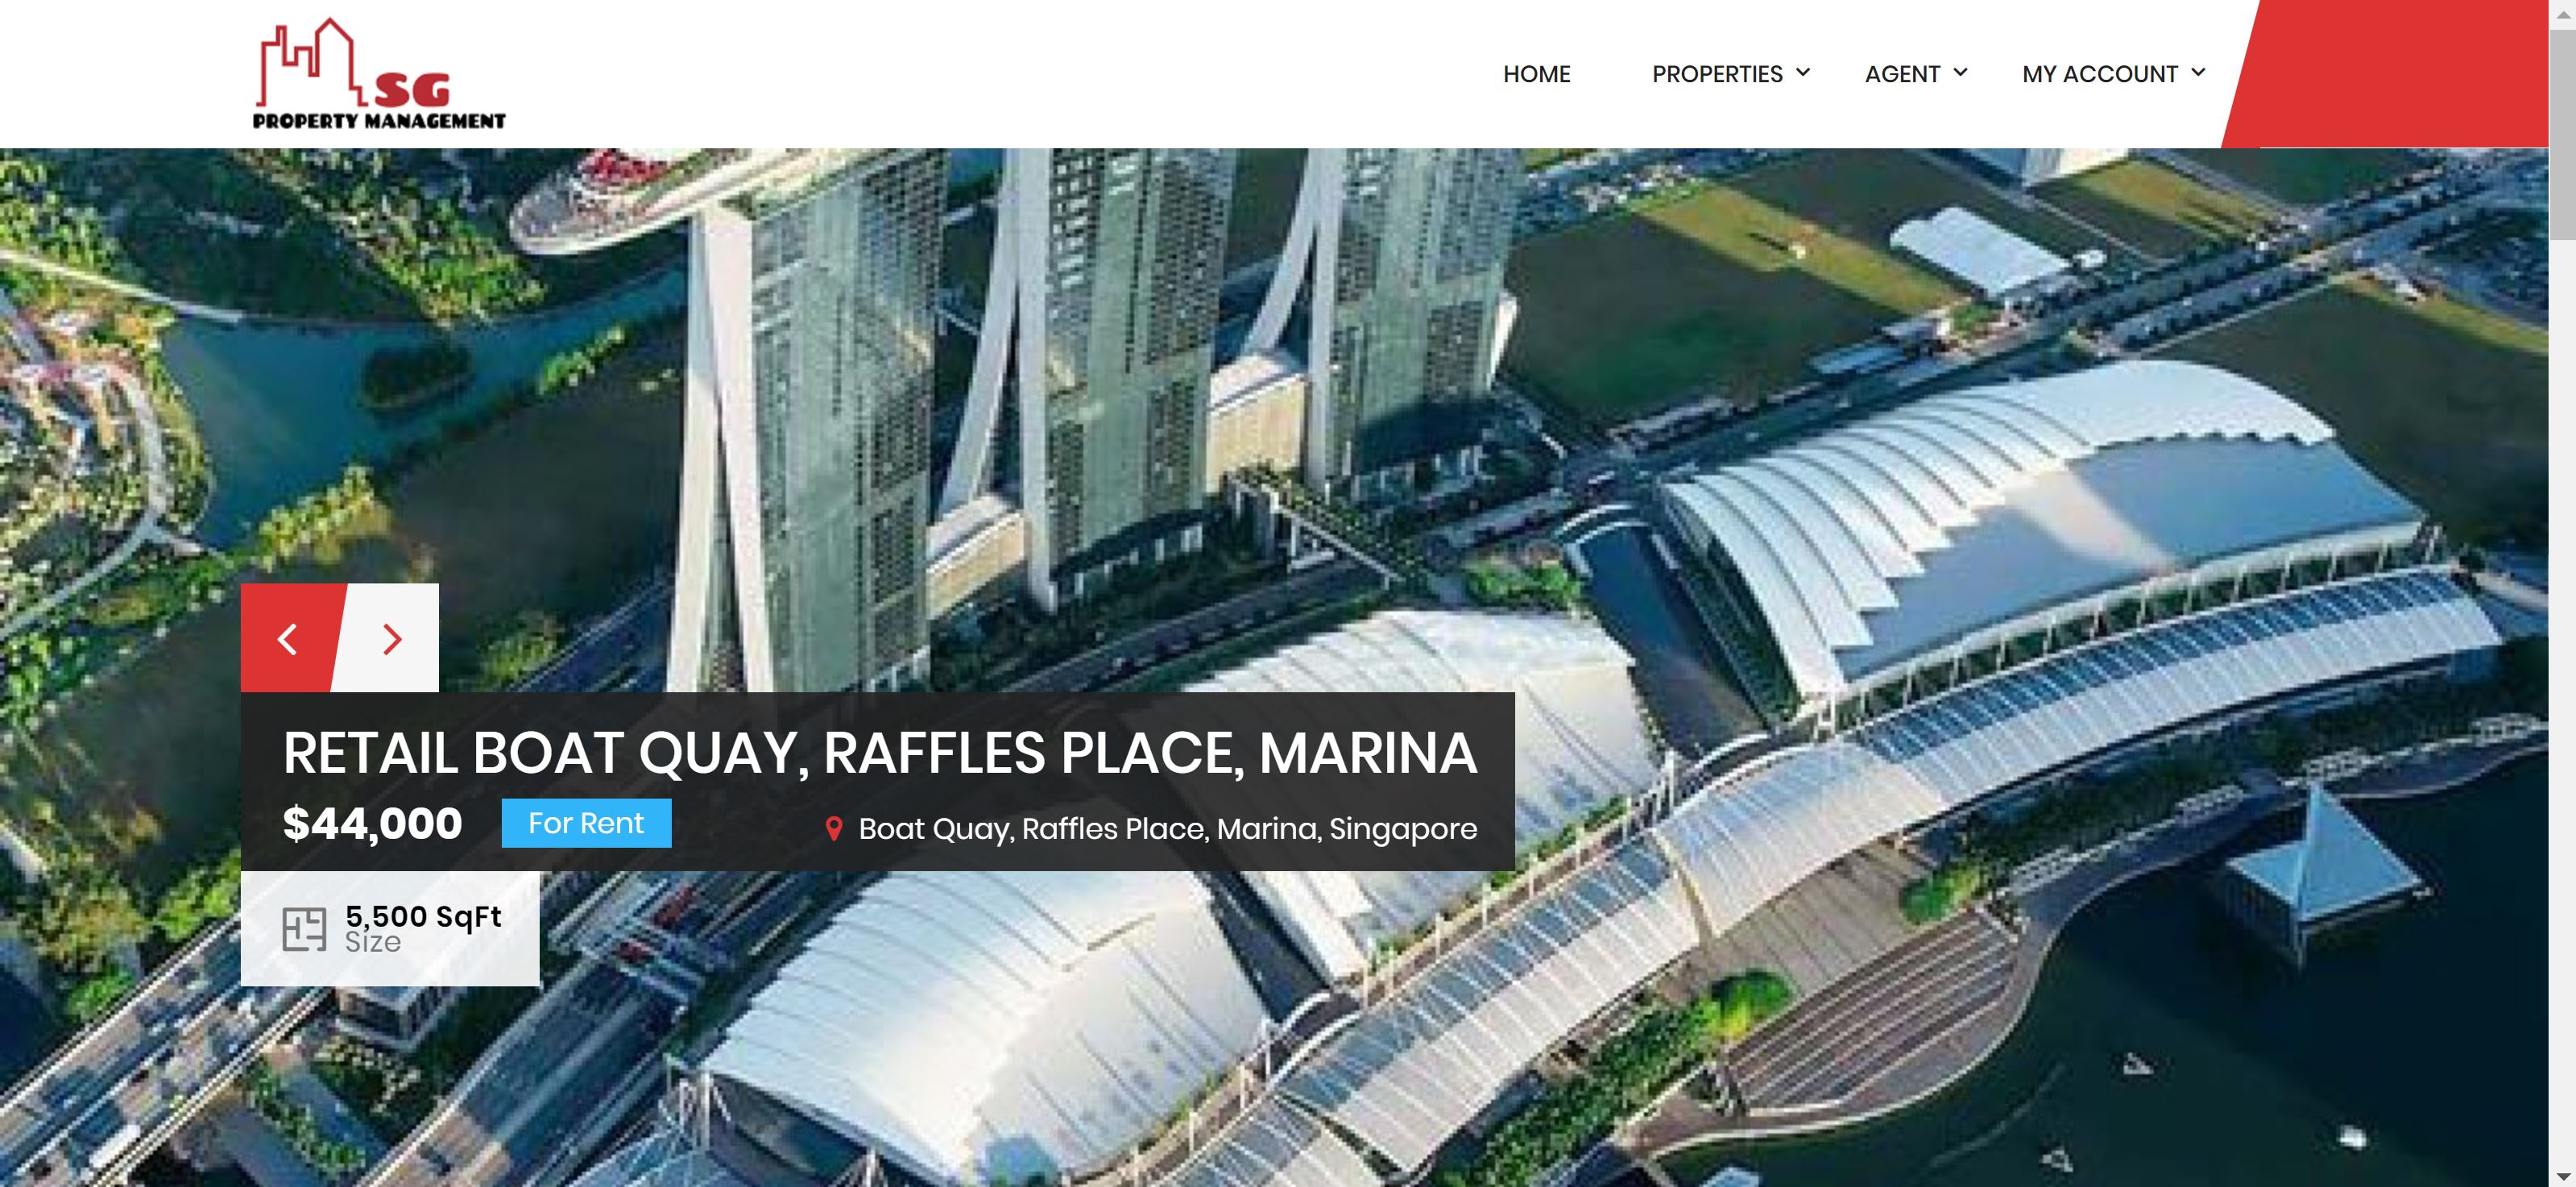 SG
PROPERTY MANAGEMENT
HOME PROPERTIES AGENT MY ACCOUNT
RETAIL BOAT QUAY, RAFFLES PLACE, MARINA
$44,000 For Rent Boat Quay, Raffles Place, Marina, Singapore
5,500 SqFt
Size